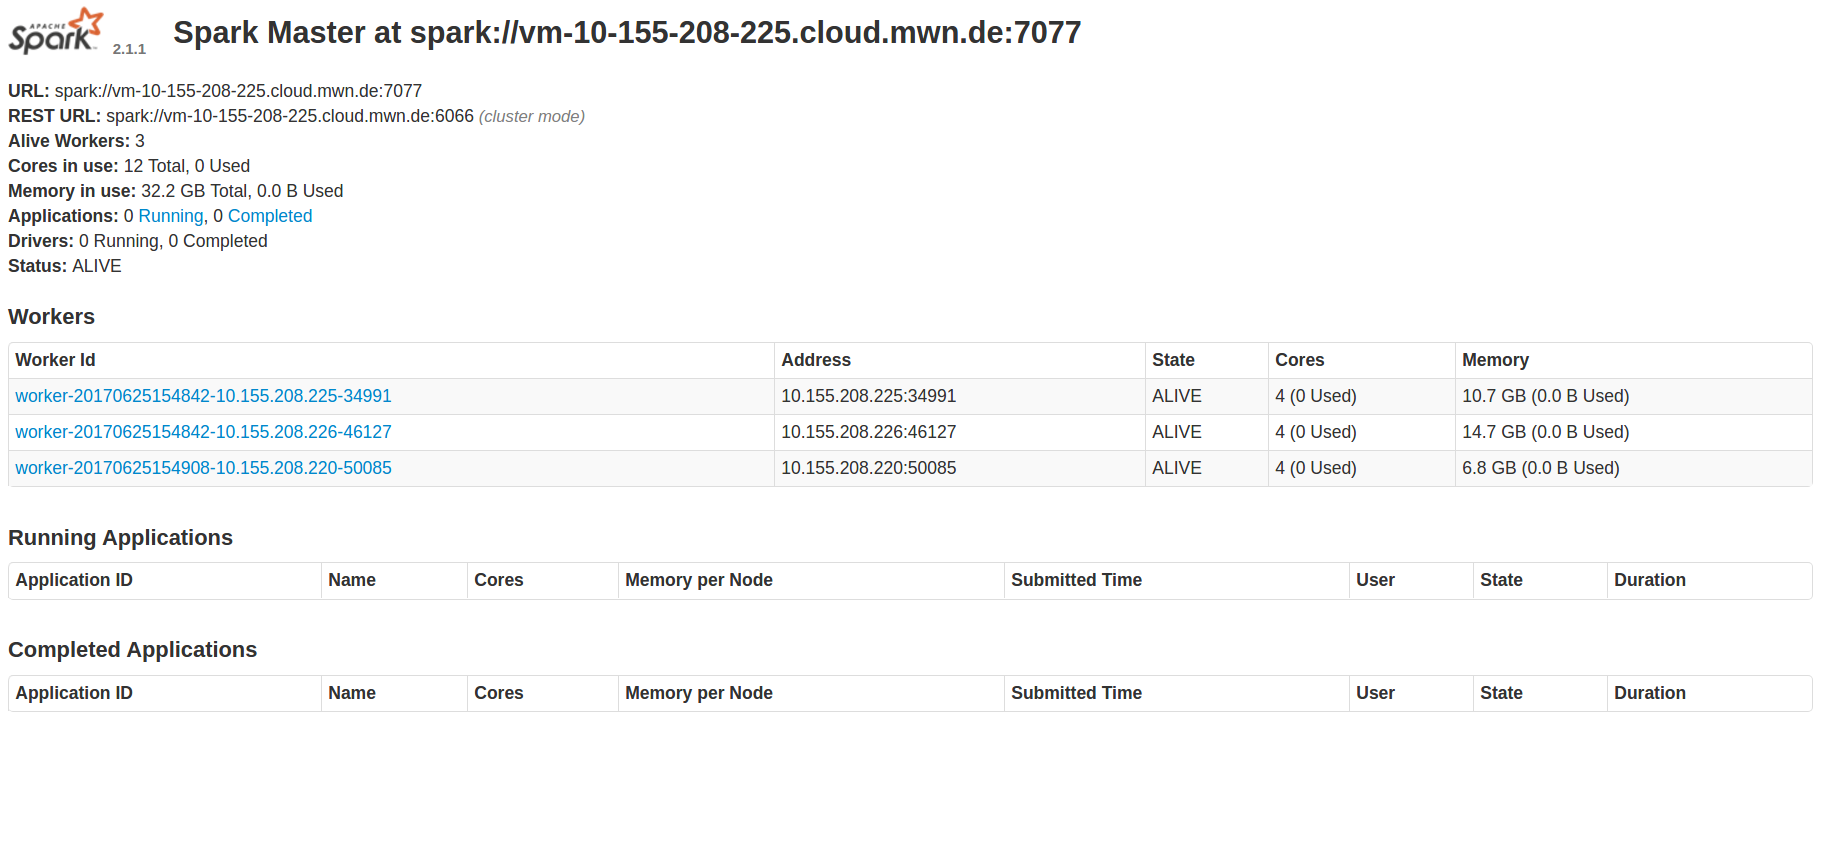 APACHE
Spark 2.1.1 Spark Master at spark://vm-10-155-208-225.cloud.mwn.de:7077
URL: spark://vm-10-155-208-225.cloud.mwn.de:7077
REST URL: spark://vm-10-155-208-225.cloud.mwn.de:6066 (cluster mode)
Alive Workers: 3
Cores in use: 12 Total, 0 Used
Memory in use: 32.2 GB Total, 0.0 B Used
Applications: 0 Running, 0 Completed
Drivers: 0 Running, 0 Completed
Status: ALIVE
Workers
Worker Id Address State Cores Memory
worker-20170625154842-10.155.208.225-34991 10.155.208.225:34991 ALIVE 4 (0 Used) 10.7 GB (0.0 B Used)
worker-20170625154842-10.155.208.226-46127 10.155.208.226:46127 ALIVE 4 (0 Used) 14.7 GB (0.0 B Used)
worker-20170625154908-10.155.208.220-50085 10.155.208.220:50085 ALIVE 4 (0 Used) 6.8 GB (0.0 B Used)
Running Applications
Application ID Name Cores Memory per Node Submitted Time User State Duration
Completed Applications
Application ID Name Cores Memory per Node Submitted Time User State Duration